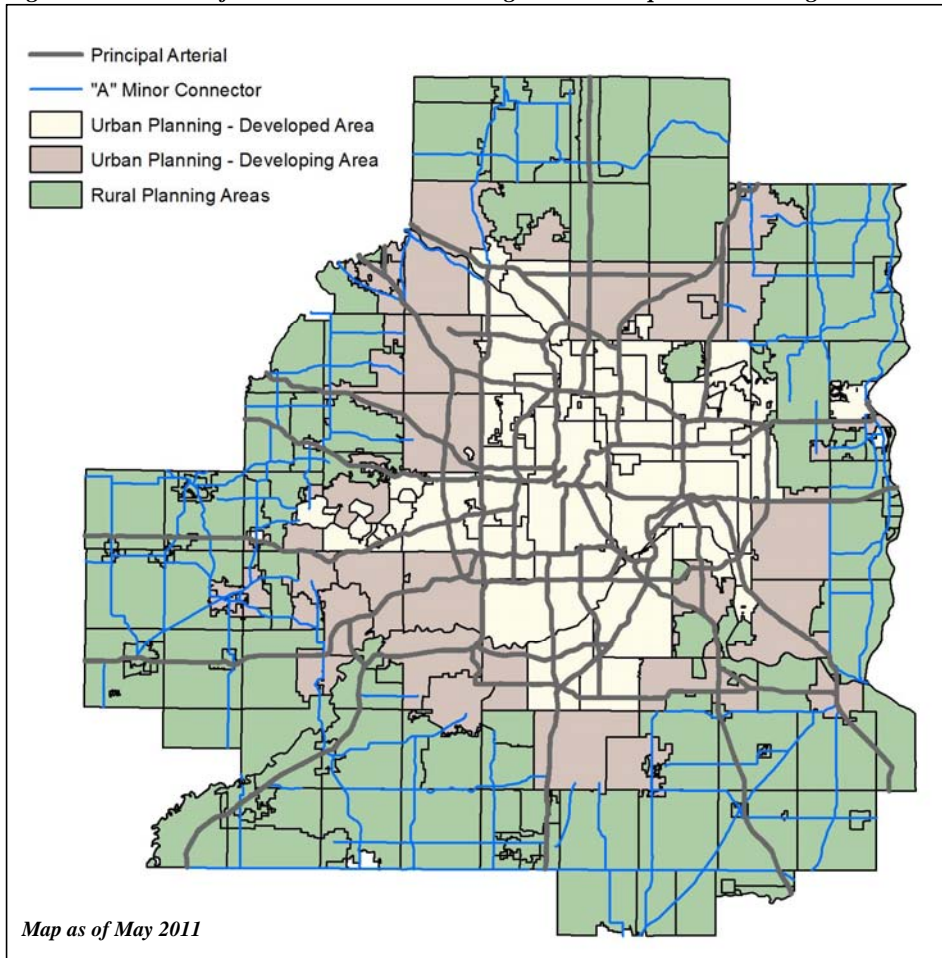 Principal Arterial
"A" Minor Connector
Urban Planning - Developed Area
Urban Planning - Developing Area
Rural Planning Areas
Map as of May 2011